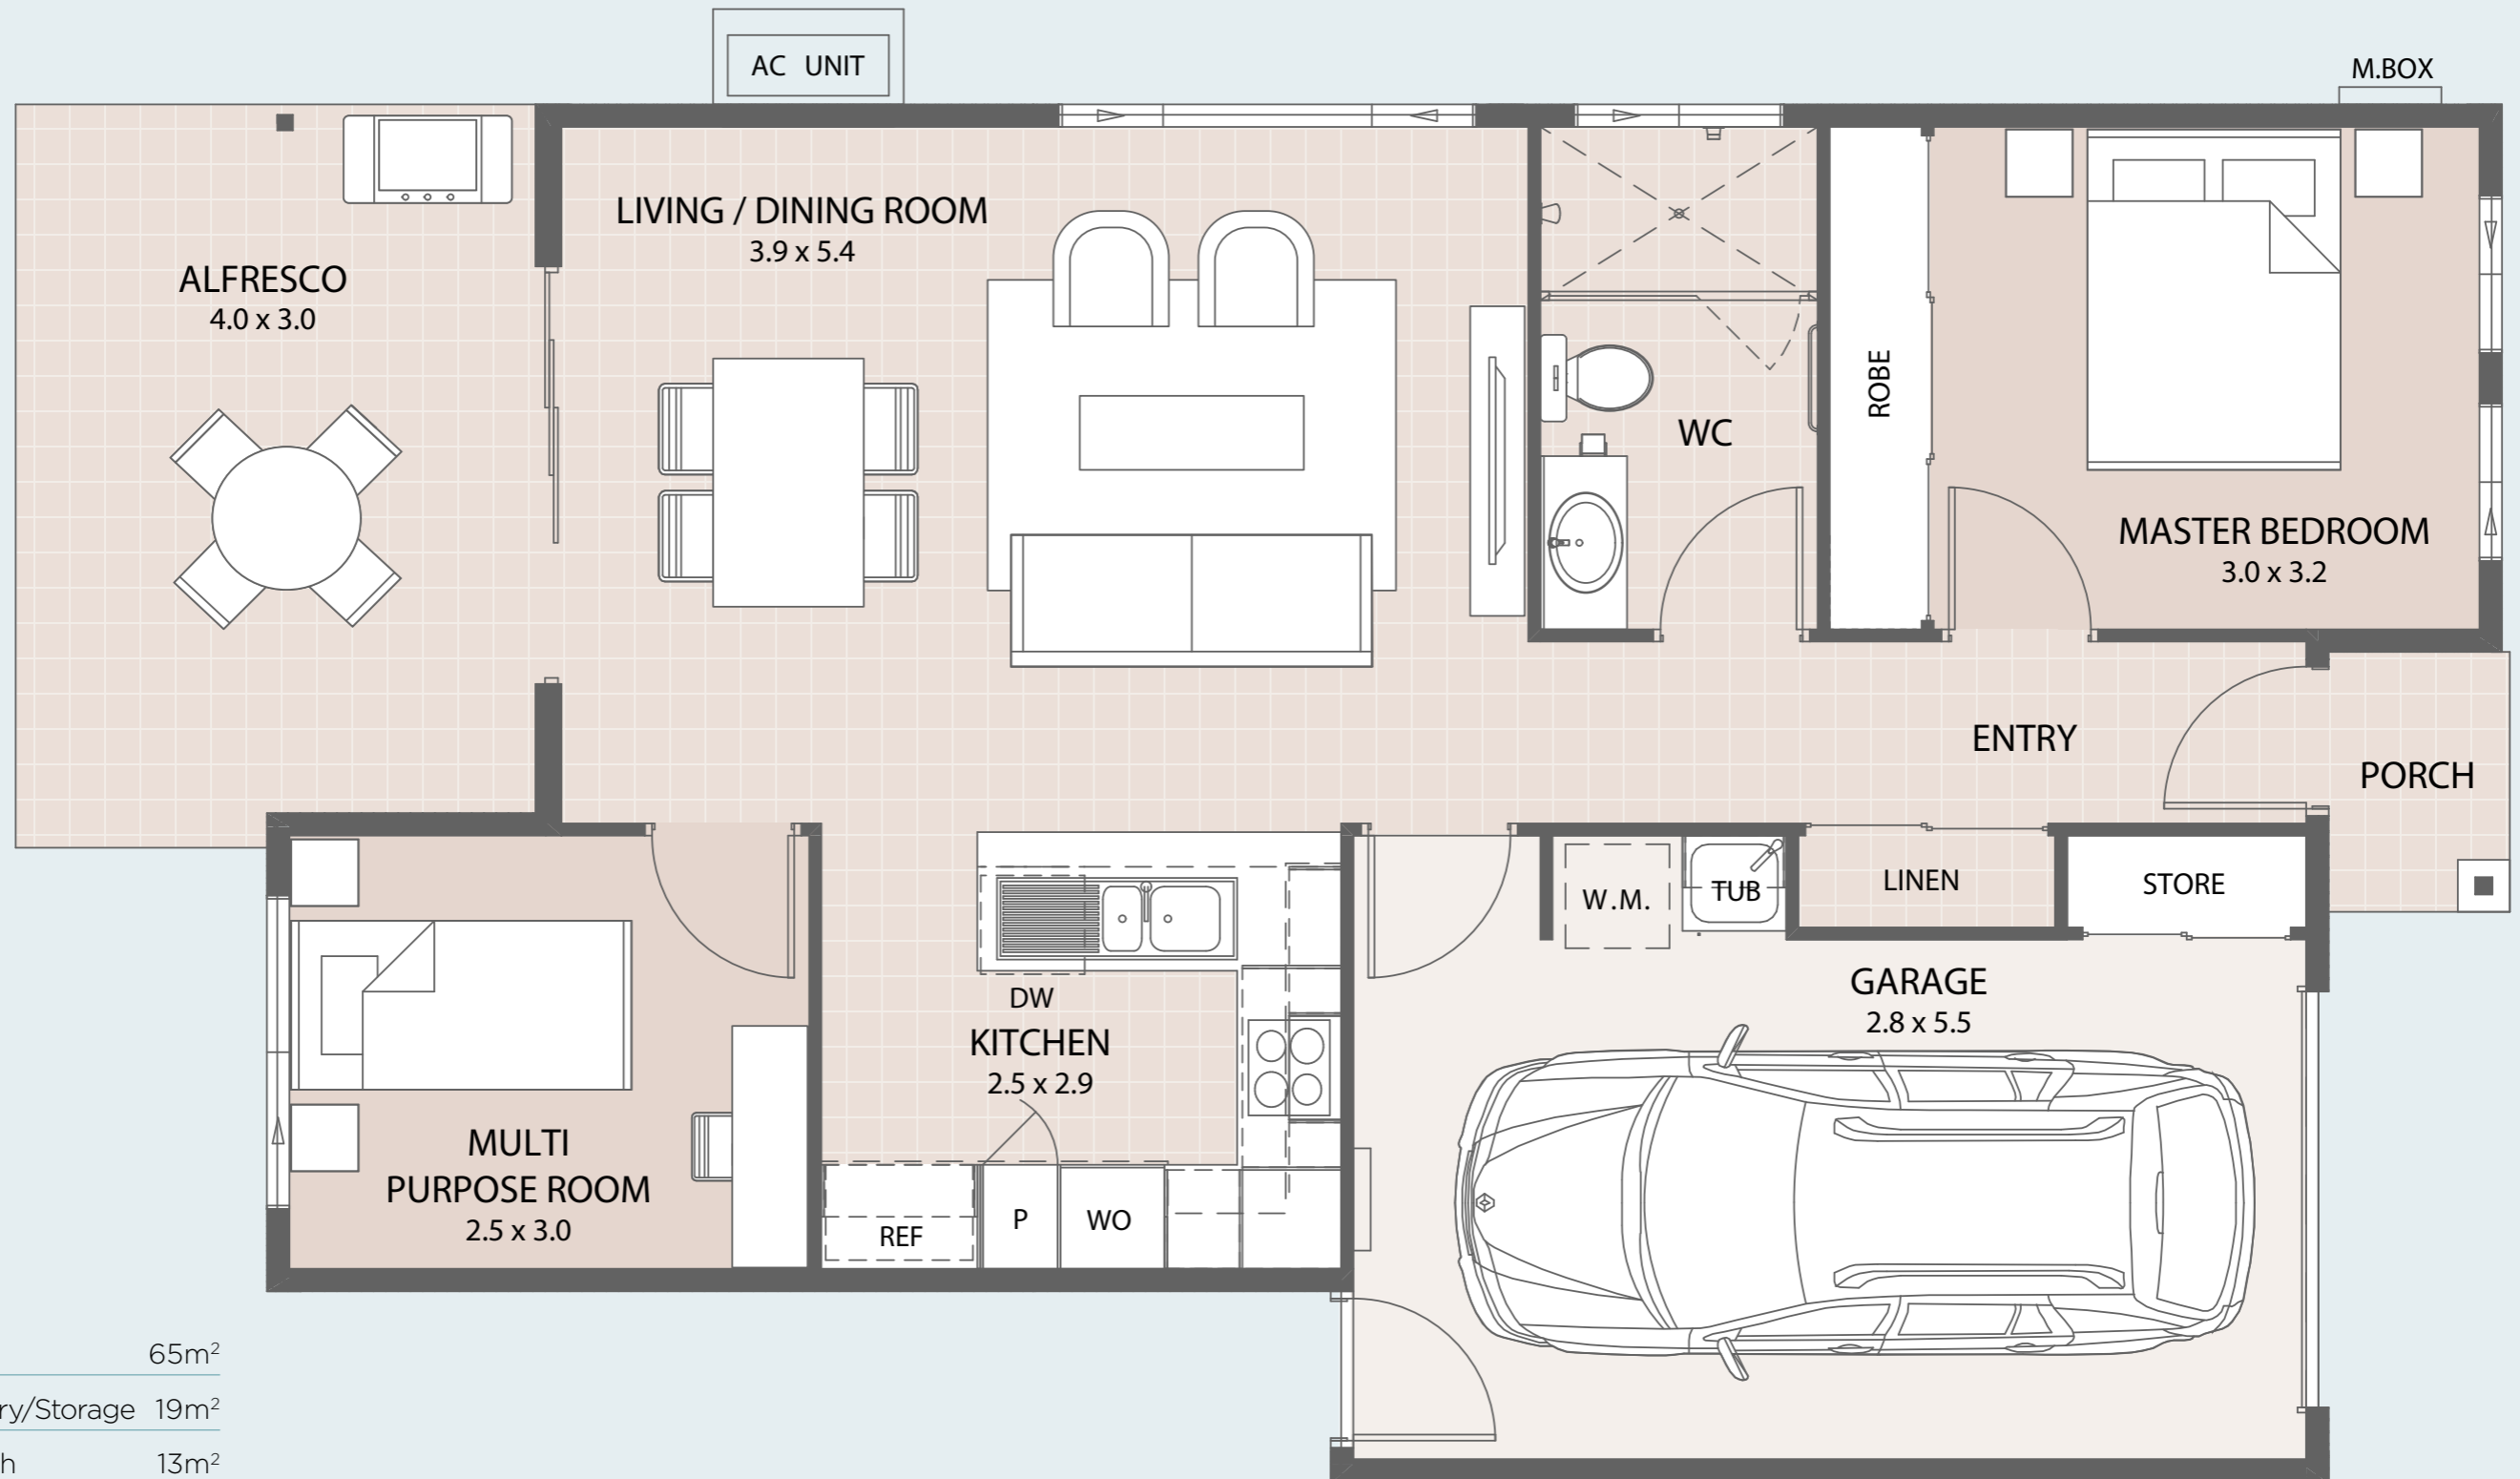 AC UNIT
M.BOX
LIVING / DINING ROOM
3.9 x 5.4
ALFRESCO
4.0 x 3.0
WC
ROBE
MASTER BEDROOM
3.0 x 3.2
ENTRY
PORCH
W.M.
TUB
LINEN
STORE
GARAGE
2.8 x 5.5
DW
KITCHEN
2.5 x 2.9
MULTI
PURPOSE ROOM
2.5 x 3.0
REF
P
WO
65m²
ry/Storage 19m²
h 13m²